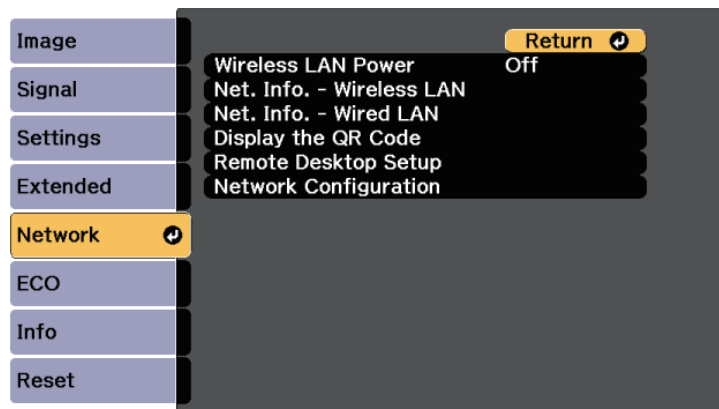 Image
Signal
Settings
Extended
Network
ECO
Info
Reset
Return
Wireless LAN Power Off
Net. Info. - Wireless LAN
Net. Info. - Wired LAN
Display the QR Code
Remote Desktop Setup
Network Configuration